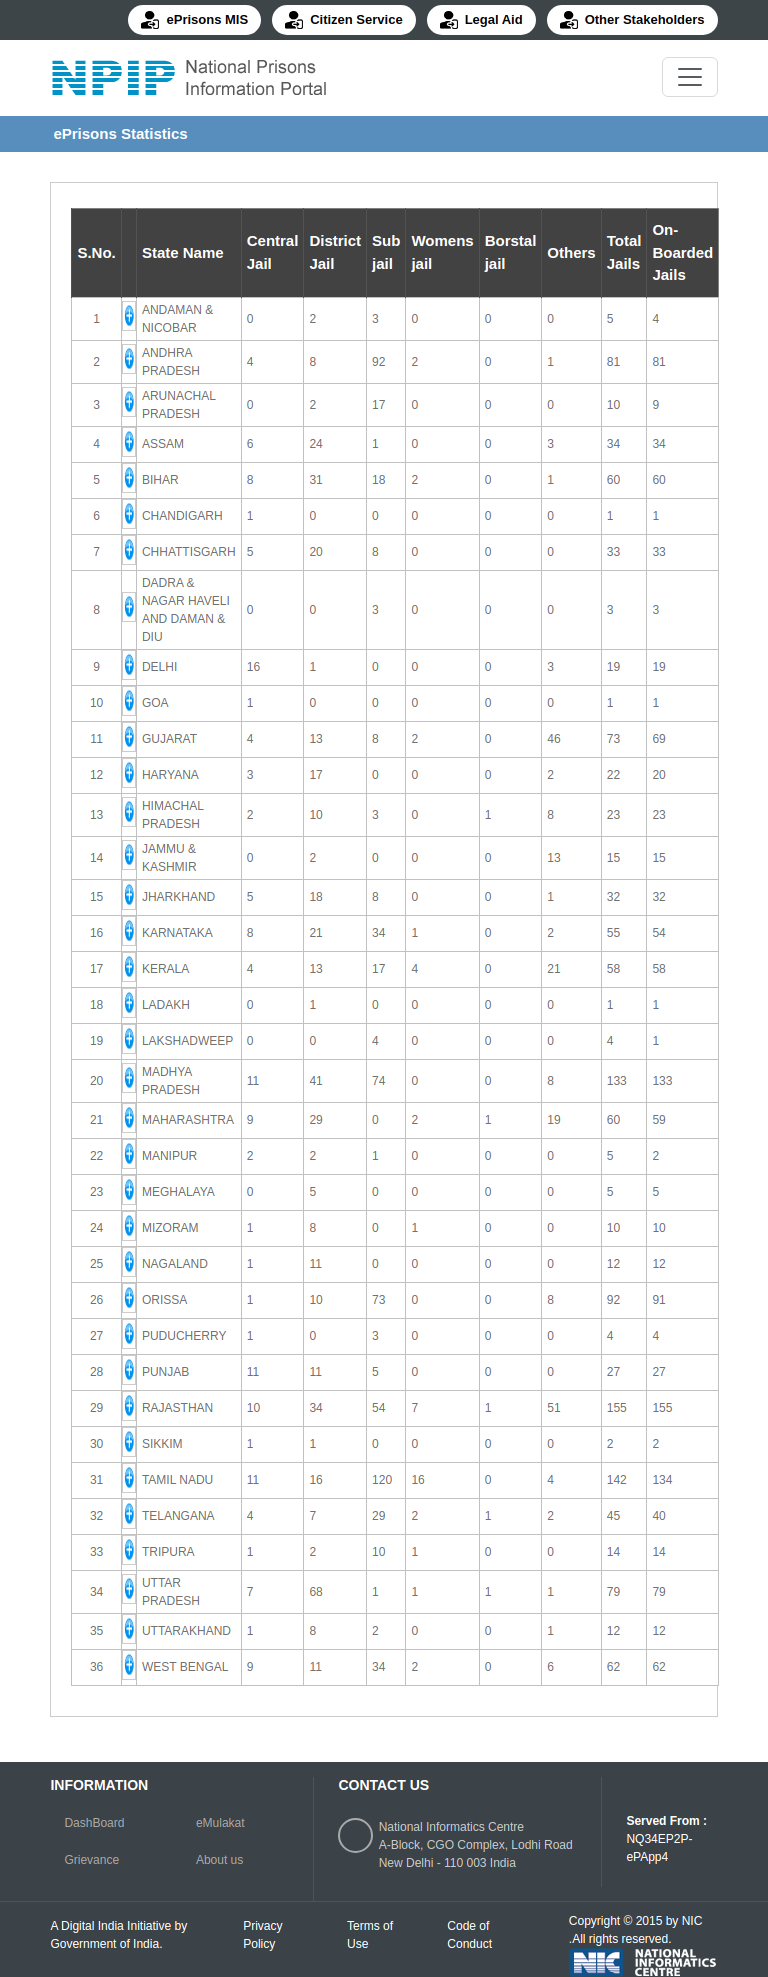 ePrisons MIS Citizen Service Legal Aid Other Stakeholders
NPIP National Prisons
Information Portal
ePrisons Statistics
S.No. State Name Central Jail District Jail Sub jail Womens jail Borstal jail Others Total Jails On-Boarded Jails
1 ANDAMAN & NICOBAR 0 2 3 0 0 0 5 4
2 ANDHRA PRADESH 4 8 92 2 0 1 81 81
3 ARUNACHAL PRADESH 0 2 17 0 0 0 10 9
4 ASSAM 6 24 1 0 0 3 34 34
5 BIHAR 8 31 18 2 0 1 60 60
6 CHANDIGARH 1 0 0 0 0 0 1 1
7 CHHATTISGARH 5 20 8 0 0 0 33 33
8 DADRA & NAGAR HAVELI AND DAMAN & DIU 0 0 3 0 0 0 3 3
9 DELHI 16 1 0 0 0 3 19 19
10 GOA 1 0 0 0 0 0 1 1
11 GUJARAT 4 13 8 2 0 46 73 69
12 HARYANA 3 17 0 0 0 2 22 20
13 HIMACHAL PRADESH 2 10 3 0 1 8 23 23
14 JAMMU & KASHMIR 0 2 0 0 0 13 15 15
15 JHARKHAND 5 18 8 0 0 1 32 32
16 KARNATAKA 8 21 34 1 0 2 55 54
17 KERALA 4 13 17 4 0 21 58 58
18 LADAKH 0 1 0 0 0 0 1 1
19 LAKSHADWEEP 0 0 4 0 0 0 4 1
20 MADHYA PRADESH 11 41 74 0 0 8 133 133
21 MAHARASHTRA 9 29 0 2 1 19 60 59
22 MANIPUR 2 2 1 0 0 0 5 2
23 MEGHALAYA 0 5 0 0 0 0 5 5
24 MIZORAM 1 8 0 1 0 0 10 10
25 NAGALAND 1 11 0 0 0 0 12 12
26 ORISSA 1 10 73 0 0 8 92 91
27 PUDUCHERRY 1 0 3 0 0 0 4 4
28 PUNJAB 11 11 5 0 0 0 27 27
29 RAJASTHAN 10 34 54 7 1 51 155 155
30 SIKKIM 1 1 0 0 0 0 2 2
31 TAMIL NADU 11 16 120 16 0 4 142 134
32 TELANGANA 4 7 29 2 1 2 45 40
33 TRIPURA 1 2 10 1 0 0 14 14
34 UTTAR PRADESH 7 68 1 1 1 1 79 79
35 UTTARAKHAND 1 8 2 0 0 1 12 12
36 WEST BENGAL 9 11 34 2 0 6 62 62
INFORMATION
DashBoard eMulakat
Grievance About us
CONTACT US
National Informatics Centre
A-Block, CGO Complex, Lodhi Road
New Delhi - 110 003 India
Served From :
NQ34EP2P-
ePApp4
A Digital India Initiative by
Government of India.
Privacy
Policy
Terms of
Use
Code of
Conduct
Copyright © 2015 by NIC
.All rights reserved.
NIC NATIONAL
INFORMATICS
CENTRE